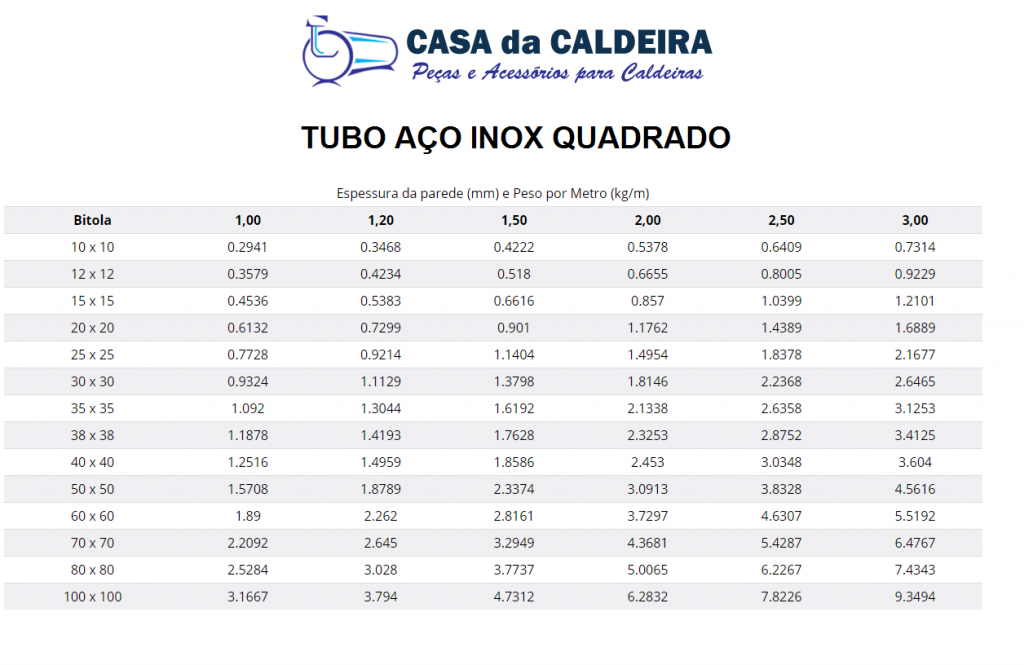 CASA da CALDEIRA
Peças e Acessórios para Caldeiras
TUBO AÇO INOX QUADRADO
Espessura da parede (mm) e Peso por Metro (kg/m)
Bitola 1,00 1,20 1,50 2,00 2,50 3,00
10 x 10 0.2941 0.3468 0.4222 0.5378 0.6409 0.7314
12 x 12 0.3579 0.4234 0.518 0.6655 0.8005 0.9229
15 x 15 0.4536 0.5383 0.6616 0.857 1.0399 1.2101
20 x 20 0.6132 0.7299 0.901 1.1762 1.4389 1.6889
25 x 25 0.7728 0.9214 1.1404 1.4954 1.8378 2.1677
30 x 30 0.9324 1.1129 1.3798 1.8146 2.2368 2.6465
35 x 35 1.092 1.3044 1.6192 2.1338 2.6358 3.1253
38 x 38 1.1878 1.4193 1.7628 2.3253 2.8752 3.4125
40 x 40 1.2516 1.4959 1.8586 2.453 3.0348 3.604
50 x 50 1.5708 1.8789 2.3374 3.0913 3.8328 4.5616
60 x 60 1.89 2.262 2.8161 3.7297 4.6307 5.5192
70 x 70 2.2092 2.645 3.2949 4.3681 5.4287 6.4767
80 x 80 2.5284 3.028 3.7737 5.0065 6.2267 7.4343
100 x 100 3.1667 3.794 4.7312 6.2832 7.8226 9.3494